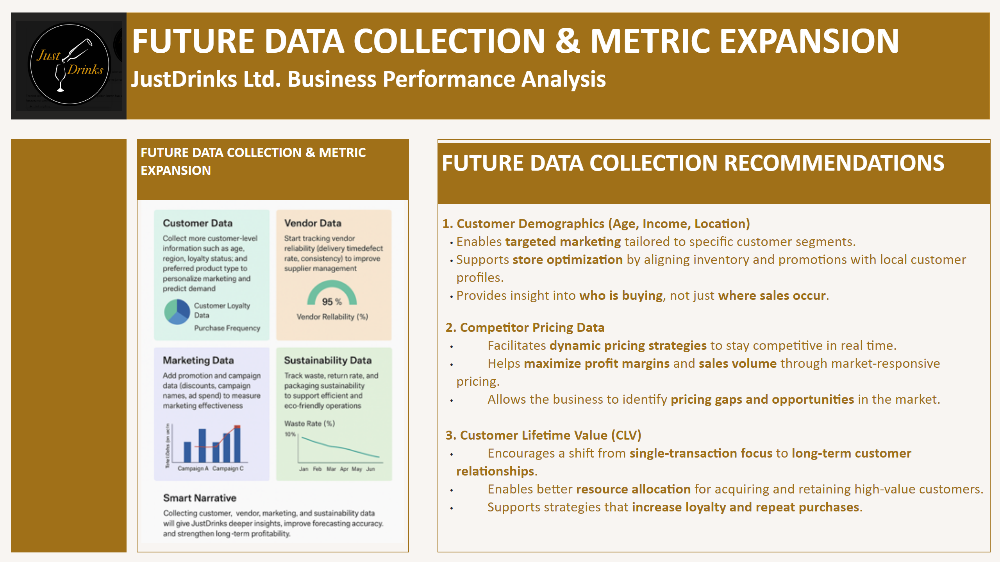 Just
Drinks
FUTURE DATA COLLECTION & METRIC EXPANSION
JustDrinks Ltd. Business Performance Analysis
FUTURE DATA COLLECTION & METRIC
EXPANSION
Customer Data
Collect more customer-level
information such as age,
region, loyalty status; and
preferred product type to
personalize marketing and
predict demand
Customer Loyalty
Data
Purchase Frequency
Vendor Data
Start tracking vendor
reliability (delivery timedefect
rate, consistency) to improve
supplier management
95 %
Vendor Rellability (%)
Marketing Data
Add promotion and campaign
data (discounts, campaign
names, ad spend) to measure
marketing effectiveness
Campaign A Campaign C
Sustainability Data
Track waste, return rate, and
packaging sustainability
to support efficient and
eco-friendly operations
Waste Rate (%)
10%
Jan Feb Mar Apr May Jun
Smart Narrative
Collecting customer, vendor, marketing, and sustainability data
will give JustDrinks deeper insights, improve forecasting accuracy.
and strengthen long-term profitability.
FUTURE DATA COLLECTION RECOMMENDATIONS
1. Customer Demographics (Age, Income, Location)
• Enables targeted marketing tailored to specific customer segments.
• Supports store optimization by aligning inventory and promotions with local customer
profiles.
• Provides insight into who is buying, not just where sales occur.
2. Competitor Pricing Data
• Facilitates dynamic pricing strategies to stay competitive in real time.
• Helps maximize profit margins and sales volume through market-responsive
pricing.
• Allows the business to identify pricing gaps and opportunities in the market.
3. Customer Lifetime Value (CLV)
• Encourages a shift from single-transaction focus to long-term customer
relationships.
• Enables better resource allocation for acquiring and retaining high-value customers.
• Supports strategies that increase loyalty and repeat purchases.